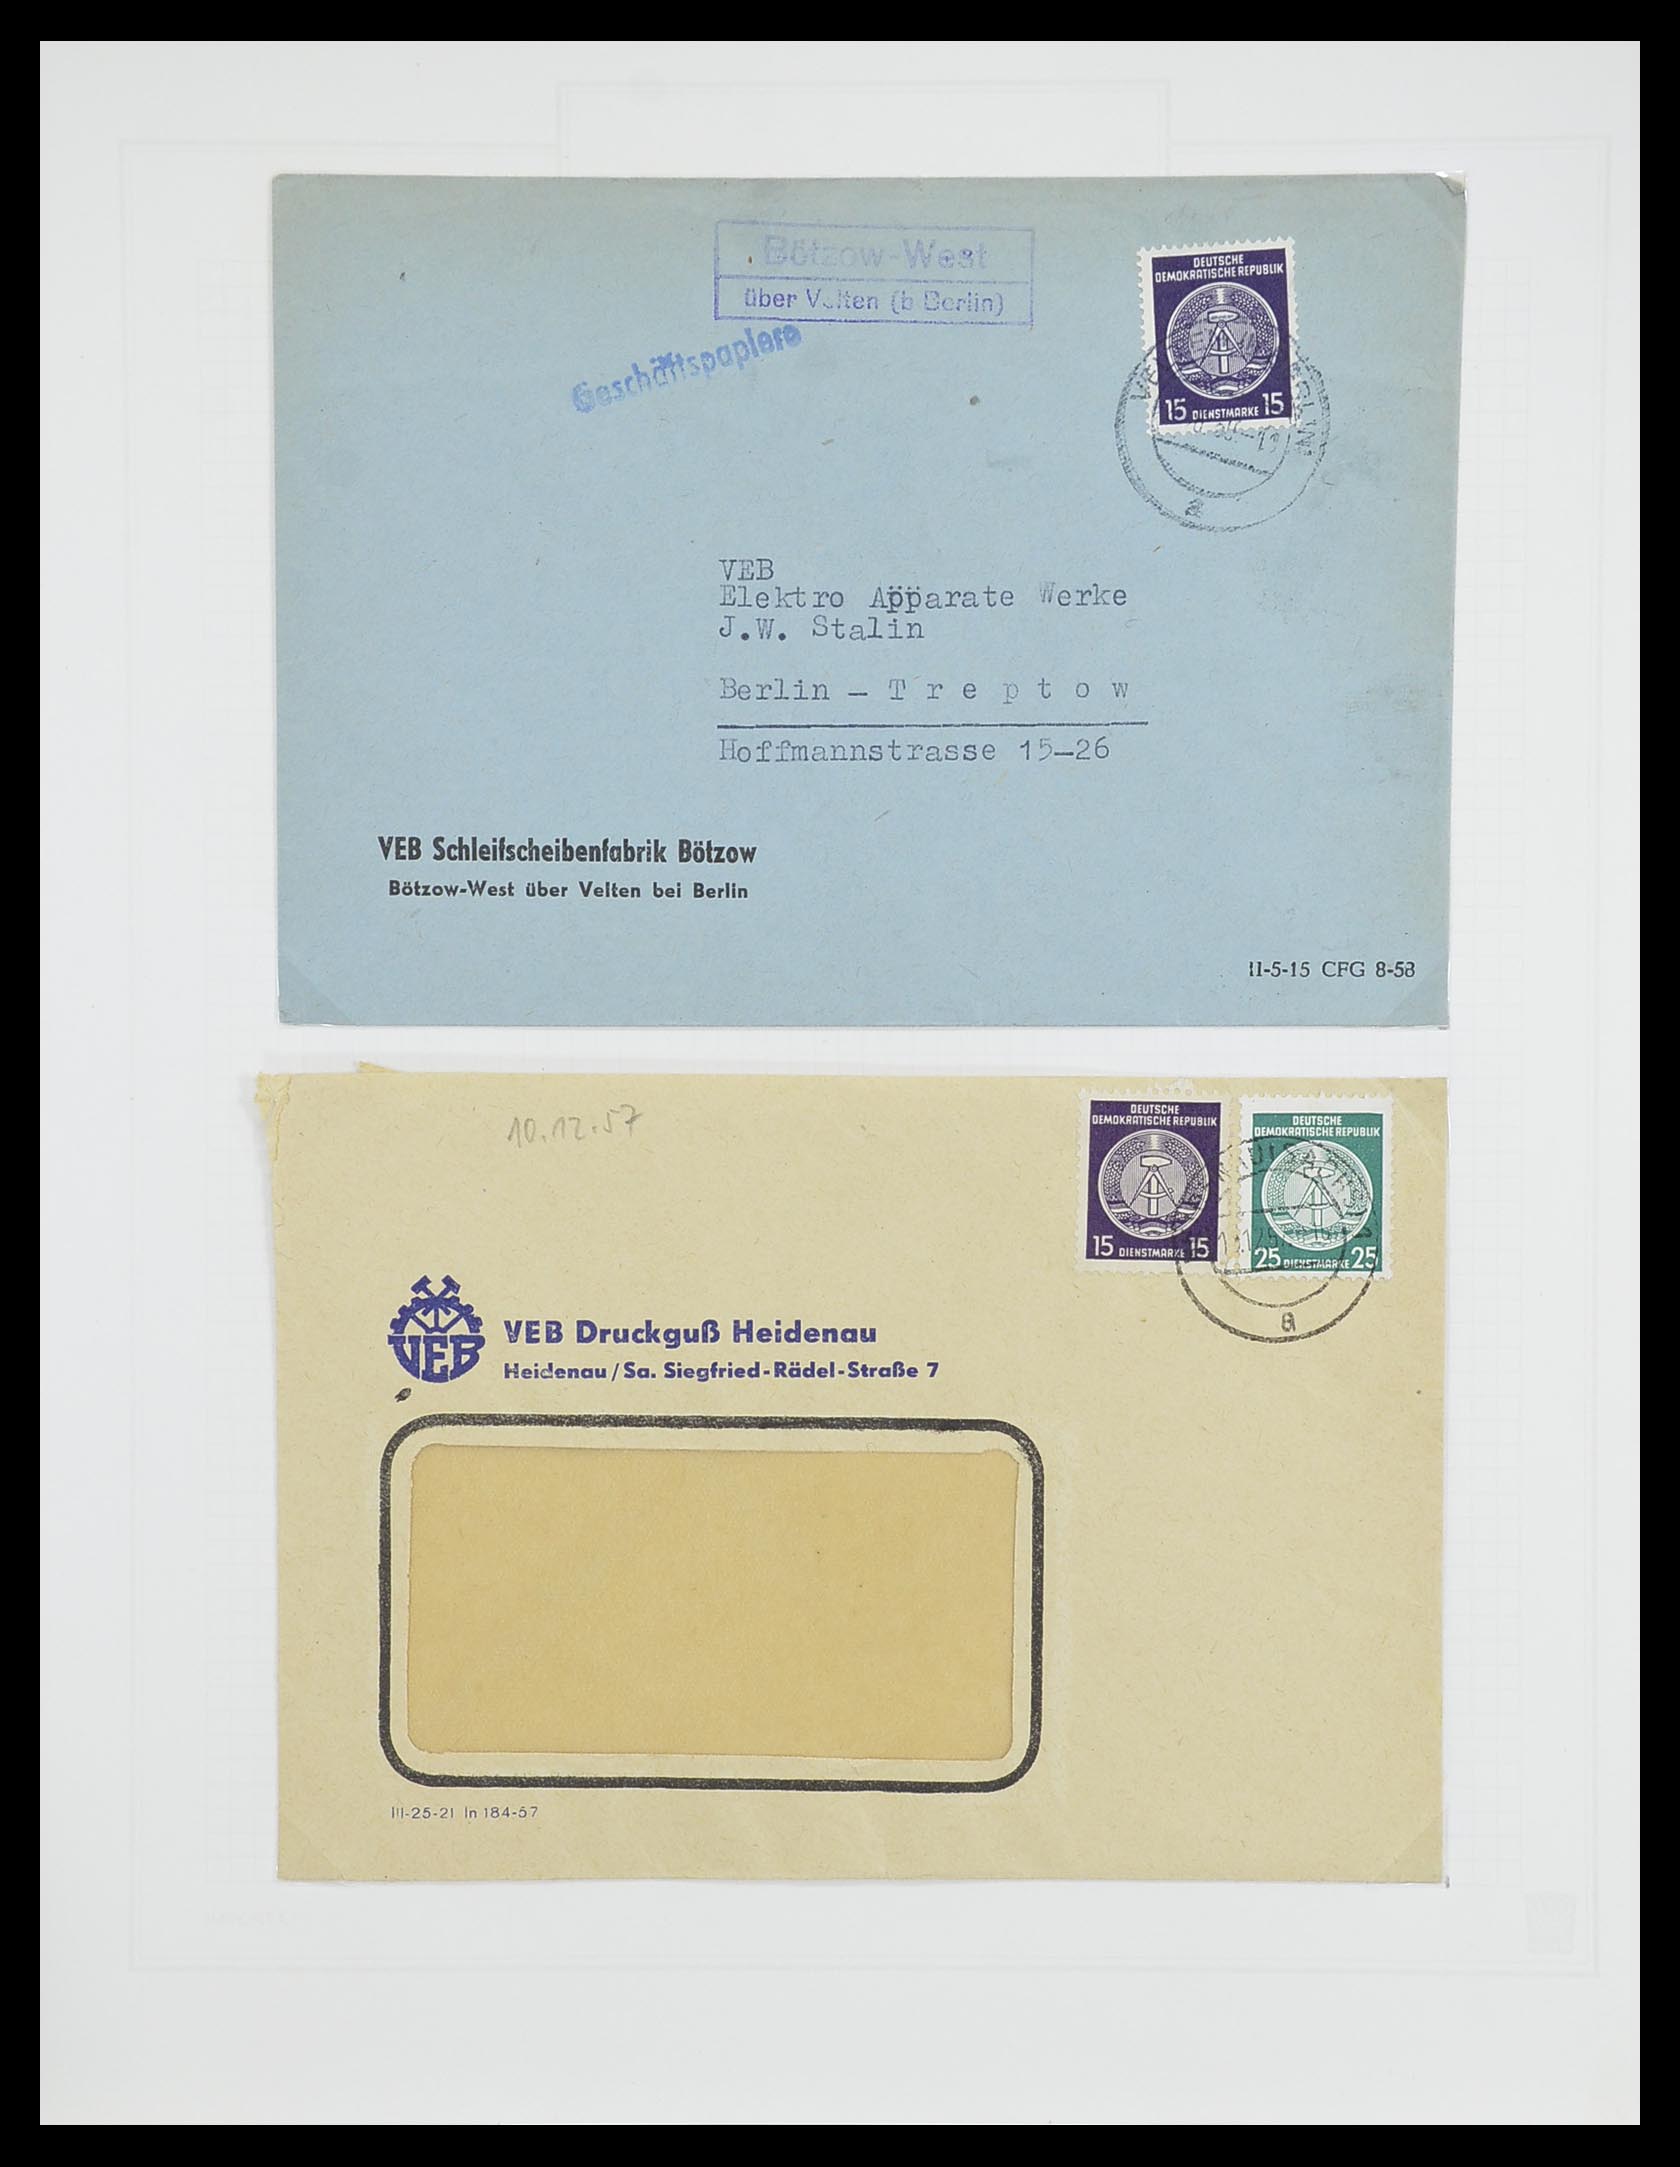 Bötzow-West
über Velten (b Berlin)
Geschäftspapiere
DEUTSCHE
DEMOKRATISCHE REPUBLIK
15 DIENSTMARKE 15
a
VEB
Elektro Apparate Werke
J.W. Stalin
Berlin — T r e p t o w
Hoffmannstrasse 15—26
VEB Schleifscheibenfabrik Bötzow
Bötzow-West über Velten bei Berlin
II-5-15 CFG 8-58
10.12.57
DEUTSCHE
DEMOKRATISCHE REPUBLIK
15 DIENSTMARKE 15
DEUTSCHE
DEMOKRATISCHE REPUBLIK
25 DIENSTMARKE 25
a
VEB
VEB Druckguß Heidenau
Heidenau/Sa. Siegfried-Rädel-Straße 7
III-25-21 In 184-57